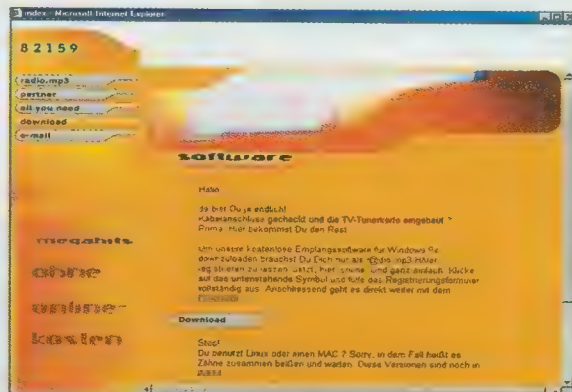 index - Microsoft Internet Explorer
82159
radio.mp3
partner
all you need
download
e-mail
software
megahits
ohne
online-
kosten
Hallo
da bist Du ja endlich!
Kabelanschluss gecheckt und die TV-Tunerkarte eingebaut ?
Prima. Hier bekommst Du den Rest
Um unsere kostenlose Empfangssoftware für Windows 9x
downzuloaden brauchst Du Dich nur als r@dio.mp3 Hörer
registrieren zu lassen. Jetzt, hier, online. Und ganz einfach. Klicke
auf das untenstehende Symbol und fülle das Registrierungsformular
vollständig aus. Anschliessend geht es direkt weiter mit dem
Download
Stop!
Du benutzt Linux oder einen MAC ? Sorry, in dem Fall heißt es
Zähne zusammen beißen und warten. Diese Versionen sind noch in